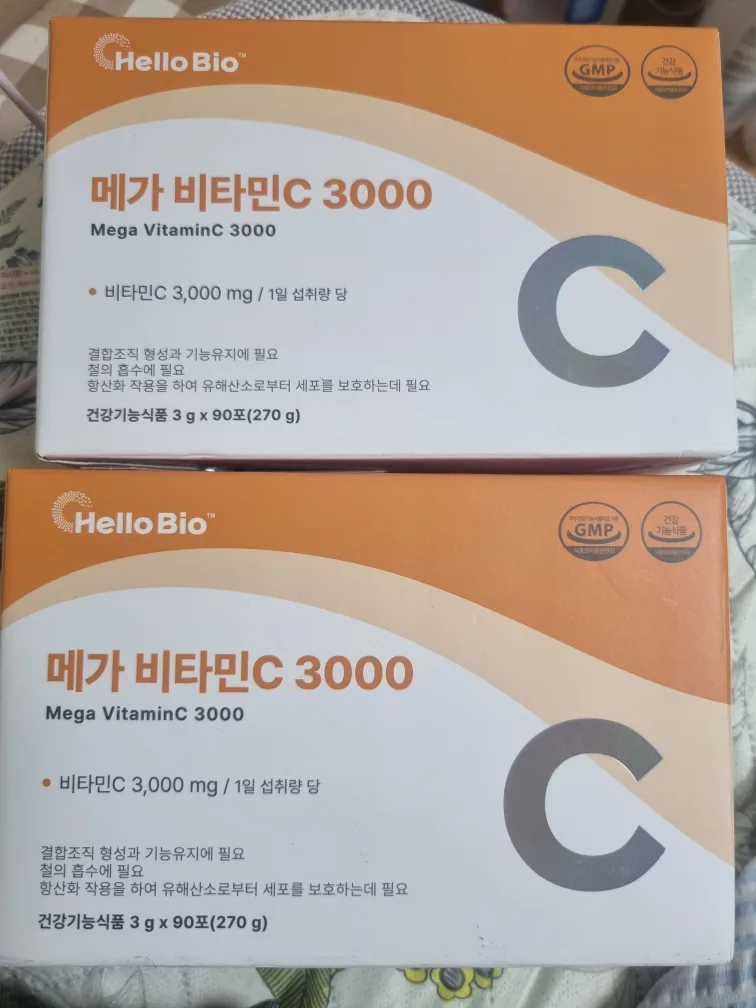 Hello Bio™
GMP
건강
기능식품
메가 비타민C 3000
Mega VitaminC 3000
• 비타민C 3,000 mg / 1일 섭취량 당
결합조직 형성과 기능유지에 필요
철의 흡수에 필요
항산화 작용을 하여 유해산소로부터 세포를 보호하는데 필요
건강기능식품 3 g x 90포(270 g)
C
Hello Bio™
GMP
건강
기능식품
메가 비타민C 3000
Mega VitaminC 3000
• 비타민C 3,000 mg / 1일 섭취량 당
결합조직 형성과 기능유지에 필요
철의 흡수에 필요
항산화 작용을 하여 유해산소로부터 세포를 보호하는데 필요
건강기능식품 3 g x 90포(270 g)
C